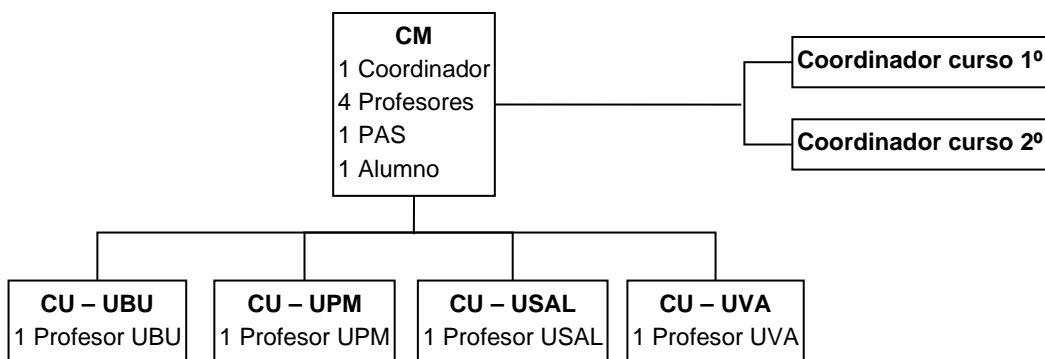 CM
1 Coordinador
4 Profesores
1 PAS
1 Alumno
Coordinador curso 1º
Coordinador curso 2º
CU – UBU
1 Profesor UBU
CU – UPM
1 Profesor UPM
CU – USAL
1 Profesor USAL
CU – UVA
1 Profesor UVA